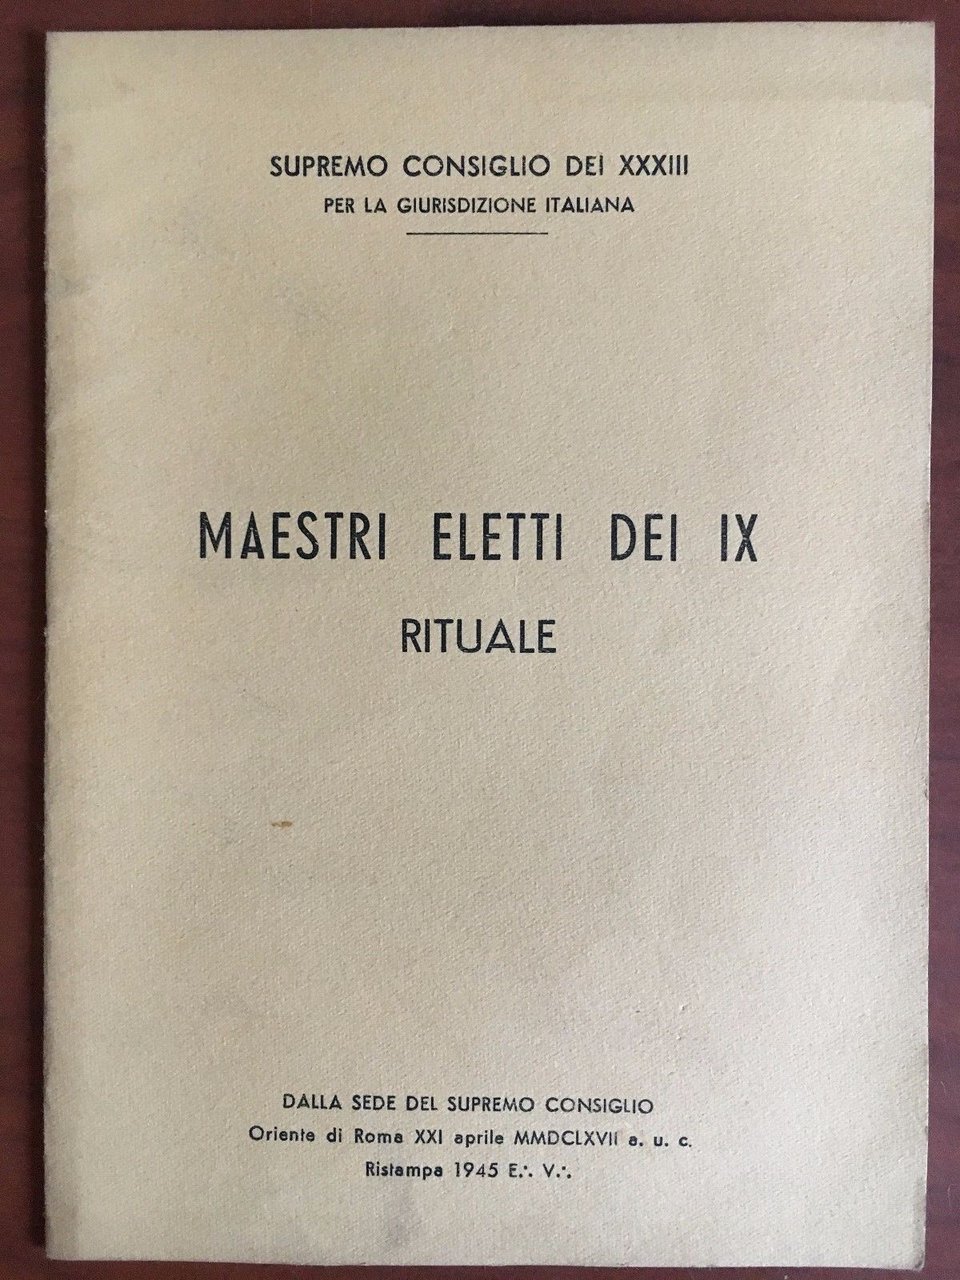 SUPREMO CONSIGLIO DEI XXXIII
PER LA GIURISDIZIONE ITALIANA
MAESTRI ELETTI DEI IX
RITUALE
DALLA SEDE DEL SUPREMO CONSIGLIO
Oriente di Roma XXI aprile MMDCLXVII a. u. c.
Ristampa 1945 E∴ V∴